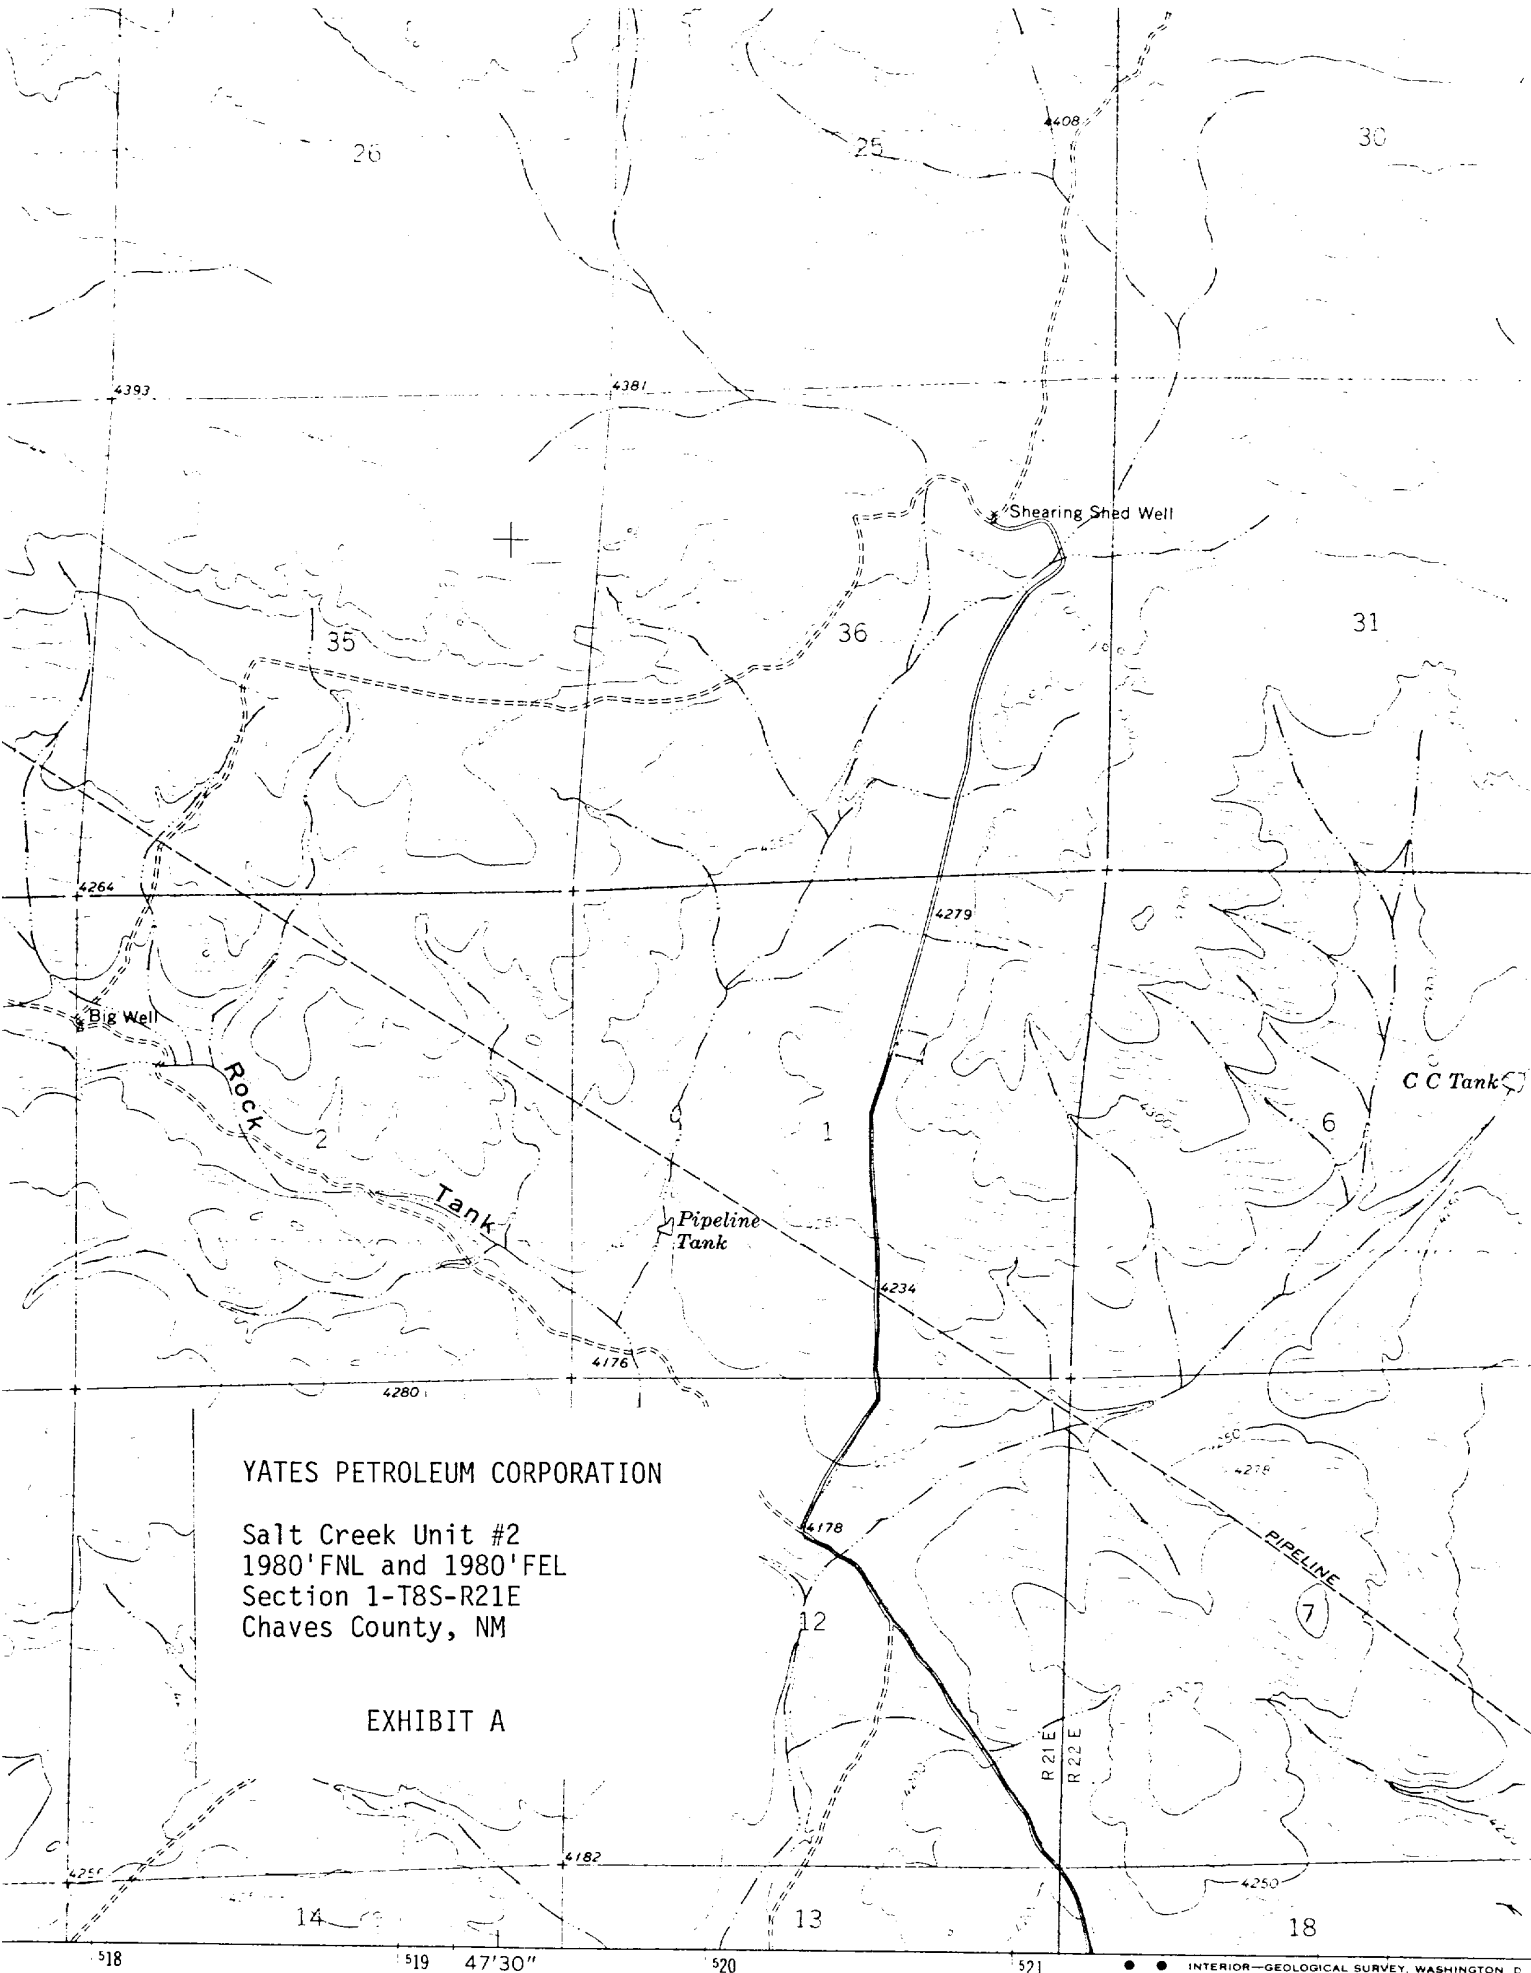 4408
26
25
30
4393
4381
Shearing Shed Well
35
36
31
4264
4279
Big Well
Rock
C C Tank
4300
2
1
6
Tank
Pipeline
Tank
4234
4176
4280
4250
4278
YATES PETROLEUM CORPORATION
Salt Creek Unit #2
1980'FNL and 1980'FEL
Section 1-T8S-R21E
Chaves County, NM
EXHIBIT A
4178
PIPELINE
7
12
R 21 E
R 22 E
4182
4250
14
13
18
518
519
47'30"
520
521
INTERIOR—GEOLOGICAL SURVEY, WASHINGTON, D